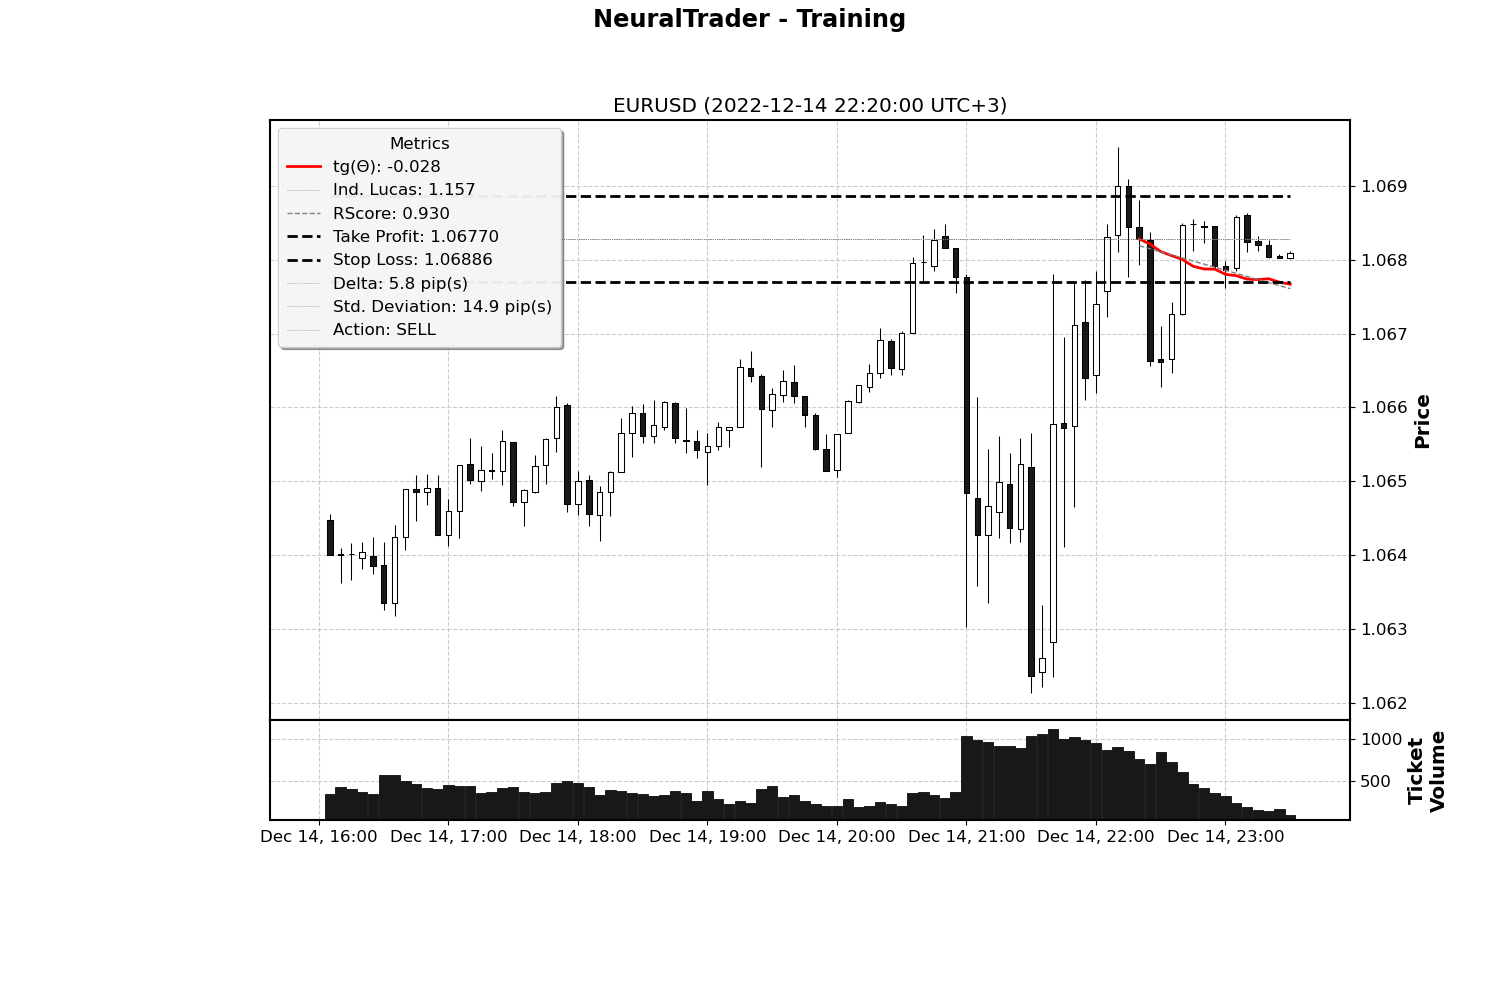 NeuralTrader - Training
EURUSD (2022-12-14 22:20:00 UTC+3)
Metrics
tg(Θ): -0.028
Ind. Lucas: 1.157
RScore: 0.930
Take Profit: 1.06770
Stop Loss: 1.06886
Delta: 5.8 pip(s)
Std. Deviation: 14.9 pip(s)
Action: SELL
1.069
1.068
1.067
1.066
1.065
1.064
1.063
1.062
Price
1000
500
Ticket
Volume
Dec 14, 16:00 Dec 14, 17:00 Dec 14, 18:00 Dec 14, 19:00 Dec 14, 20:00 Dec 14, 21:00 Dec 14, 22:00 Dec 14, 23:00